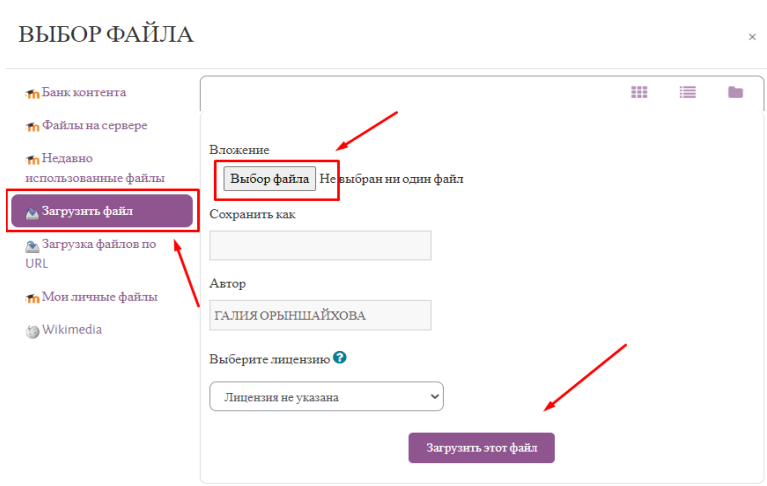 ВЫБОР ФАЙЛА
×
Банк контента
Файлы на сервере
Недавно
использованные файлы
Загрузить файл
Загрузка файлов по
URL
Мои личные файлы
Wikimedia
Вложение
Выбор файла Не выбран ни один файл
Сохранить как
Автор
ГАЛИЯ ОРЫНШАЙХОВА
Выберите лицензию ?
Лицензия не указана
Загрузить этот файл